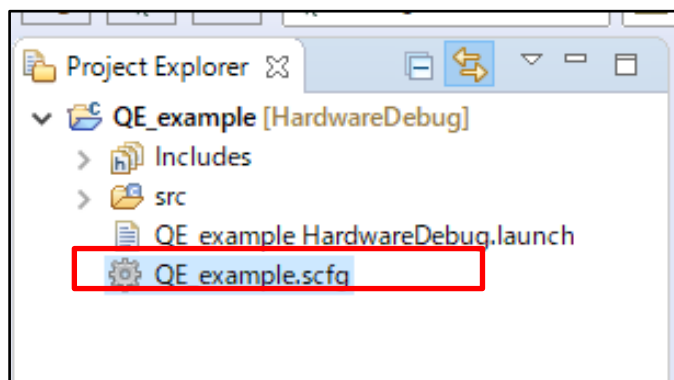 Project Explorer
QE_example [HardwareDebug]
Includes
src
QE_example HardwareDebug.launch
QE_example.scfg